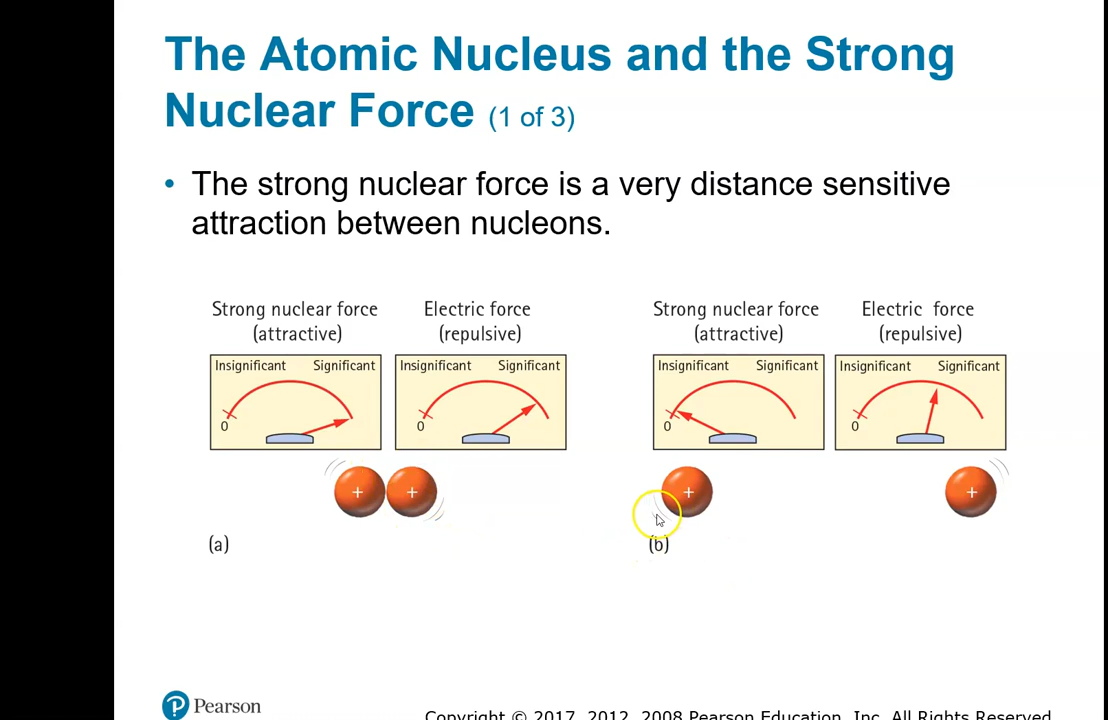 The Atomic Nucleus and the Strong
Nuclear Force (1 of 3)
• The strong nuclear force is a very distance sensitive
attraction between nucleons.
Strong nuclear force Electric force Strong nuclear force Electric force
(attractive) (repulsive) (attractive) (repulsive)
Insignificant Significant Insignificant Significant Insignificant Significant Insignificant Significant
0 0 0 0
+ + + +
(a) (b)
P Pearson
Copyright © 2017, 2012, 2008 Pearson Education, Inc. All Rights Reserved